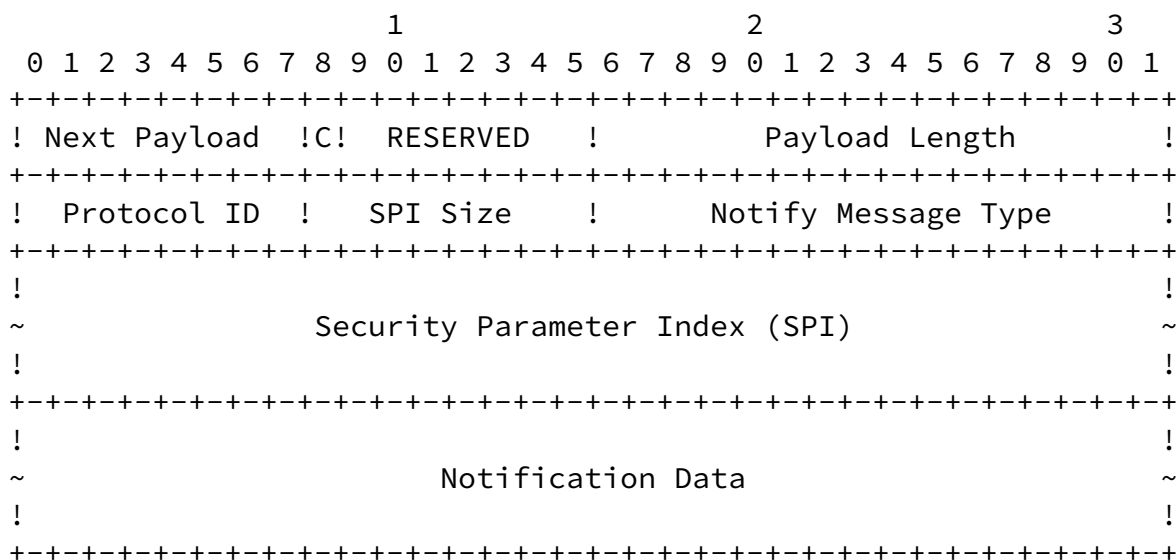 1                   2                   3
 0 1 2 3 4 5 6 7 8 9 0 1 2 3 4 5 6 7 8 9 0 1 2 3 4 5 6 7 8 9 0 1
+-+-+-+-+-+-+-+-+-+-+-+-+-+-+-+-+-+-+-+-+-+-+-+-+-+-+-+-+-+-+-+-+
! Next Payload  !C!  RESERVED   !         Payload Length        !
+-+-+-+-+-+-+-+-+-+-+-+-+-+-+-+-+-+-+-+-+-+-+-+-+-+-+-+-+-+-+-+-+
!  Protocol ID  !   SPI Size    !      Notify Message Type      !
+-+-+-+-+-+-+-+-+-+-+-+-+-+-+-+-+-+-+-+-+-+-+-+-+-+-+-+-+-+-+-+-+
!                                                               !
~                Security Parameter Index (SPI)                 ~
!                                                               !
+-+-+-+-+-+-+-+-+-+-+-+-+-+-+-+-+-+-+-+-+-+-+-+-+-+-+-+-+-+-+-+-+
!                                                               !
~                       Notification Data                       ~
!                                                               !
+-+-+-+-+-+-+-+-+-+-+-+-+-+-+-+-+-+-+-+-+-+-+-+-+-+-+-+-+-+-+-+-+